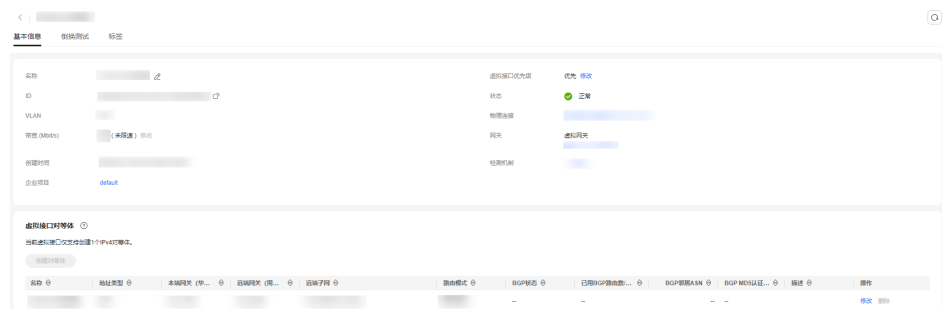 基本信息 倒换测试 标签
名称 虚拟接口优先级 优先 修改
ID 状态 正常
VLAN 物理连接
带宽 (Mbit/s) (未限速) 修改 网关 虚拟网关
创建时间 检测机制
企业项目 default
虚拟接口对等体
当前虚拟接口仅支持创建1个IPv4对等体。
创建对等体
名称 地址类型 本端网关 (华... 远端网关 (用... 远端子网 路由模式 BGP状态 已用BGP路由数/... BGP邻居ASN BGP MD5认证... 描述 操作
-- -- -- -- 修改 删除